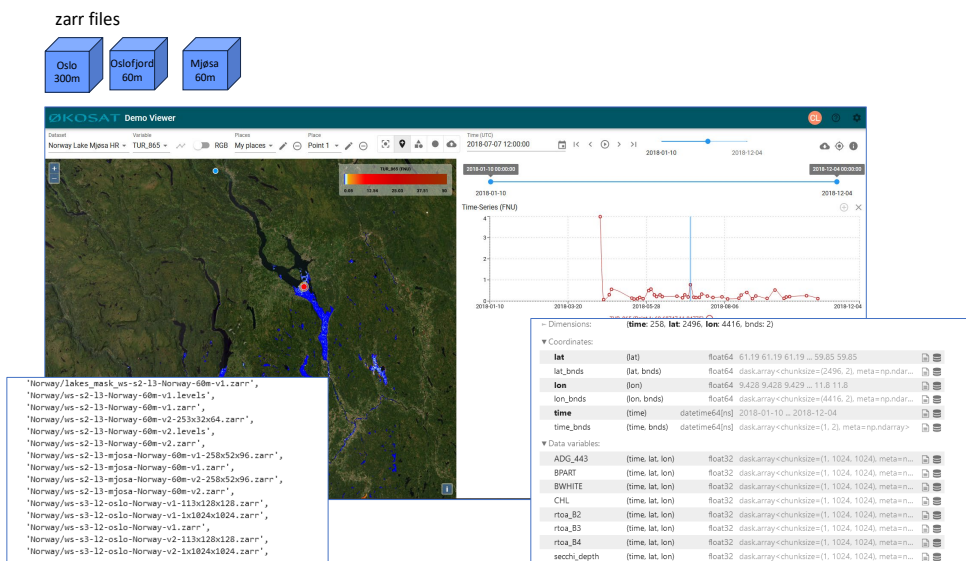 zarr files
Oslo
300m
Oslofjord
60m
Mjøsa
60m
ØKOSAT Demo Viewer
CL
Dataset
Norway Lake Mjøsa HR
Variable
TUR_865
RGB
Places
My places
Place
Point 1
Time (UTC)
2018-07-07 12:00:00
2018-01-10
2018-12-04
TUR_865 (FNU)
2018-01-10 00:00:00
2018-12-04 00:00:00
2018-01-10
2018-12-04
Time-Series (FNU)
4
3
2
1
0
2018-01-10
2018-03-20
2018-05-28
2018-08-06
2018-12-04
Dimensions: (time: 258, lat: 2496, lon: 4416, bnds: 2)
Coordinates:
lat (lat) float64 61.19 61.19 61.19 ... 59.85 59.85
lat_bnds (lat, bnds) float64 dask.array<chunksize=(2496, 2), meta=np.ndar...
lon (lon) float64 9.428 9.428 9.429 ... 11.8 11.8
lon_bnds (lon, bnds) float64 dask.array<chunksize=(4416, 2), meta=np.ndar...
time (time) datetime64[ns] 2018-01-10 ... 2018-12-04
time_bnds (time, bnds) datetime64[ns] dask.array<chunksize=(1, 2), meta=np.ndarray>
Data variables:
ADG_443 (time, lat, lon) float32 dask.array<chunksize=(1, 1024, 1024), meta=n...
BPART (time, lat, lon) float32 dask.array<chunksize=(1, 1024, 1024), meta=n...
BWHITE (time, lat, lon) float32 dask.array<chunksize=(1, 1024, 1024), meta=n...
CHL (time, lat, lon) float32 dask.array<chunksize=(1, 1024, 1024), meta=n...
rtoa_B2 (time, lat, lon) float32 dask.array<chunksize=(1, 1024, 1024), meta=n...
rtoa_B3 (time, lat, lon) float32 dask.array<chunksize=(1, 1024, 1024), meta=n...
rtoa_B4 (time, lat, lon) float32 dask.array<chunksize=(1, 1024, 1024), meta=n...
secchi_depth (time, lat, lon) float32 dask.array<chunksize=(1, 1024, 1024), meta=n...
'Norway/lakes_mask_ws-s2-l3-Norway-60m-v1.zarr',
'Norway/ws-s2-l3-Norway-60m-v1.levels',
'Norway/ws-s2-l3-Norway-60m-v1.zarr',
'Norway/ws-s2-l3-Norway-60m-v2-253x32x64.zarr',
'Norway/ws-s2-l3-Norway-60m-v2.levels',
'Norway/ws-s2-l3-Norway-60m-v2.zarr',
'Norway/ws-s2-l3-mjosa-Norway-60m-v1-258x52x96.zarr',
'Norway/ws-s2-l3-mjosa-Norway-60m-v1.zarr',
'Norway/ws-s2-l3-mjosa-Norway-60m-v2-258x52x96.zarr',
'Norway/ws-s2-l3-mjosa-Norway-60m-v2.zarr',
'Norway/ws-s3-l2-oslo-Norway-v1-113x128x128.zarr',
'Norway/ws-s3-l2-oslo-Norway-v1-1x1024x1024.zarr',
'Norway/ws-s3-l2-oslo-Norway-v1.zarr',
'Norway/ws-s3-l2-oslo-Norway-v2-113x128x128.zarr',
'Norway/ws-s3-l2-oslo-Norway-v2-1x1024x1024.zarr',